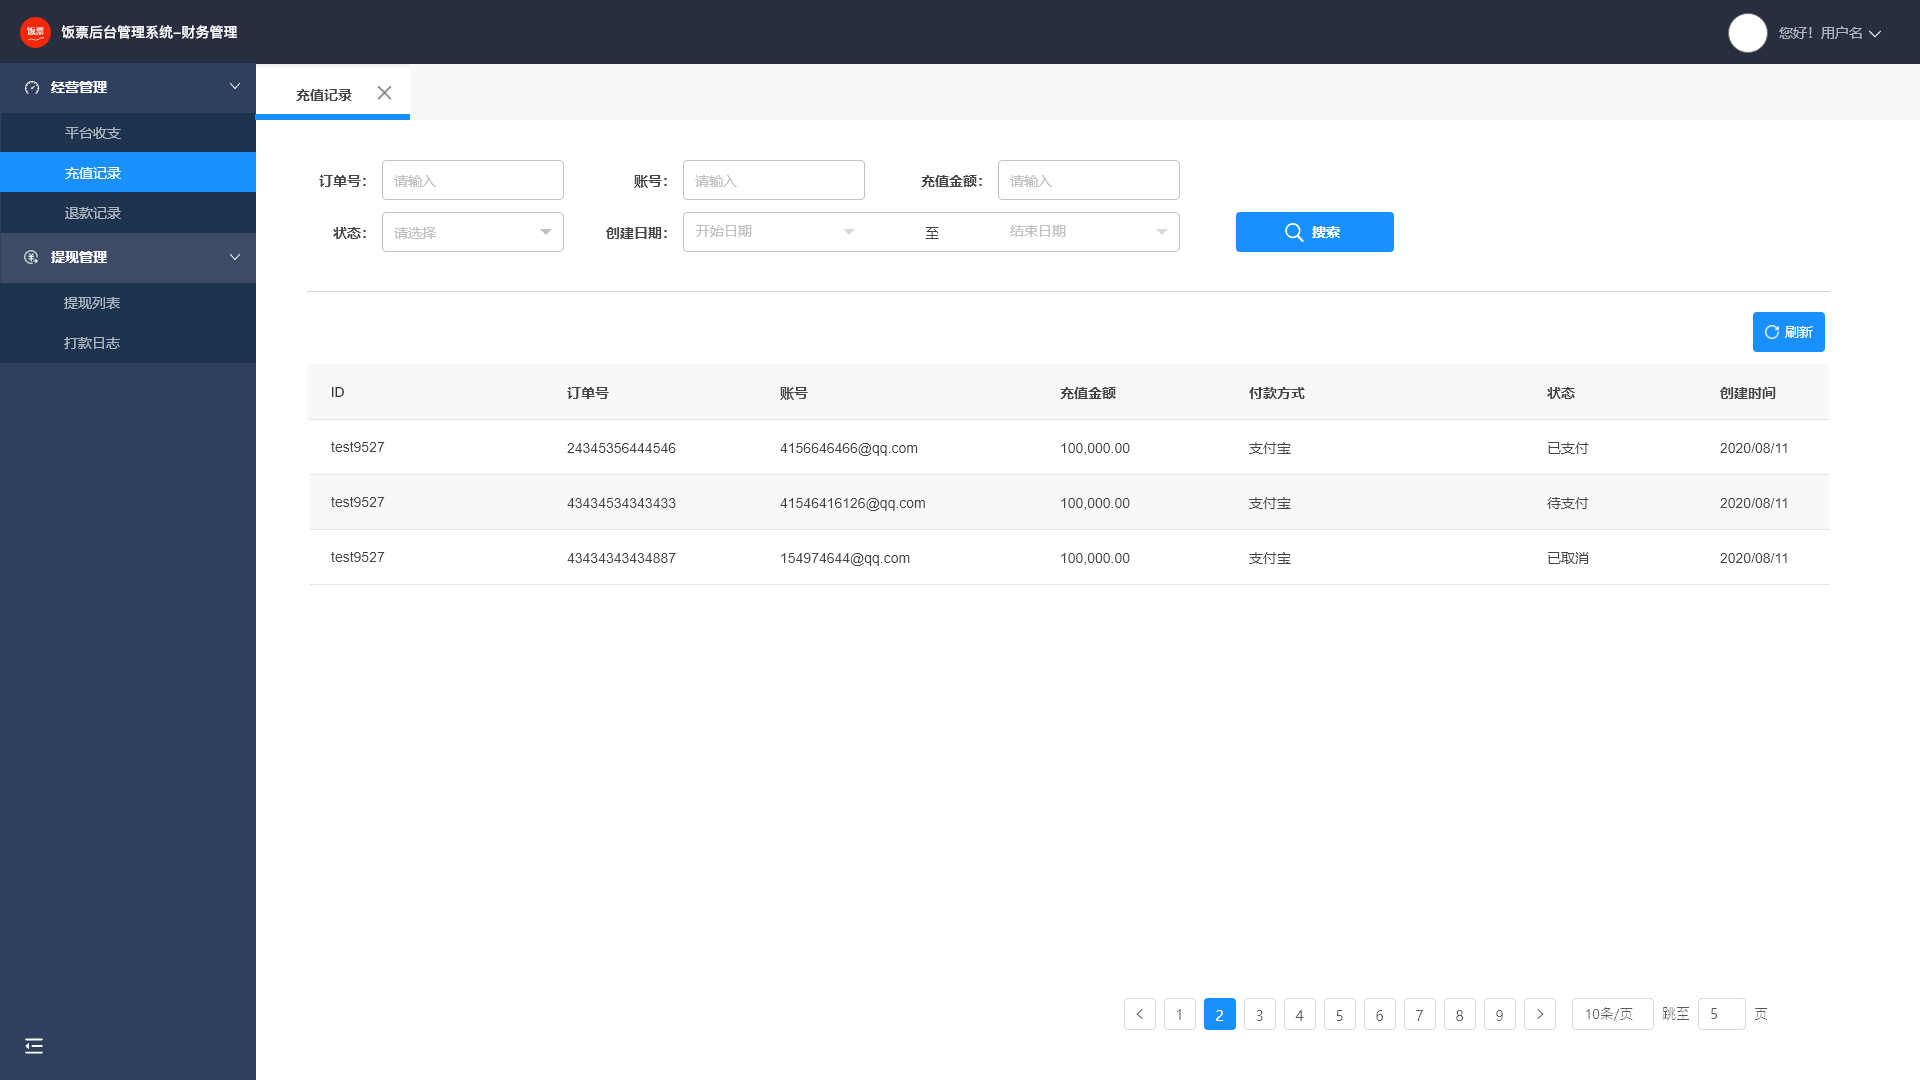 饭票 饭票后台管理系统-财务管理 您好！用户名
经营管理
平台收支
充值记录
退款记录
提现管理
提现列表
打款日志
充值记录
订单号： 请输入 账号： 请输入 充值金额： 请输入
状态： 请选择 创建日期： 开始日期 至 结束日期 搜索
刷新
ID 订单号 账号 充值金额 付款方式 状态 创建时间
test9527 24345356444546 4156646466@qq.com 100,000.00 支付宝 已支付 2020/08/11
test9527 43434534343433 41546416126@qq.com 100,000.00 支付宝 待支付 2020/08/11
test9527 43434343434887 154974644@qq.com 100,000.00 支付宝 已取消 2020/08/11
1 2 3 4 5 6 7 8 9 10条/页 跳至 5 页